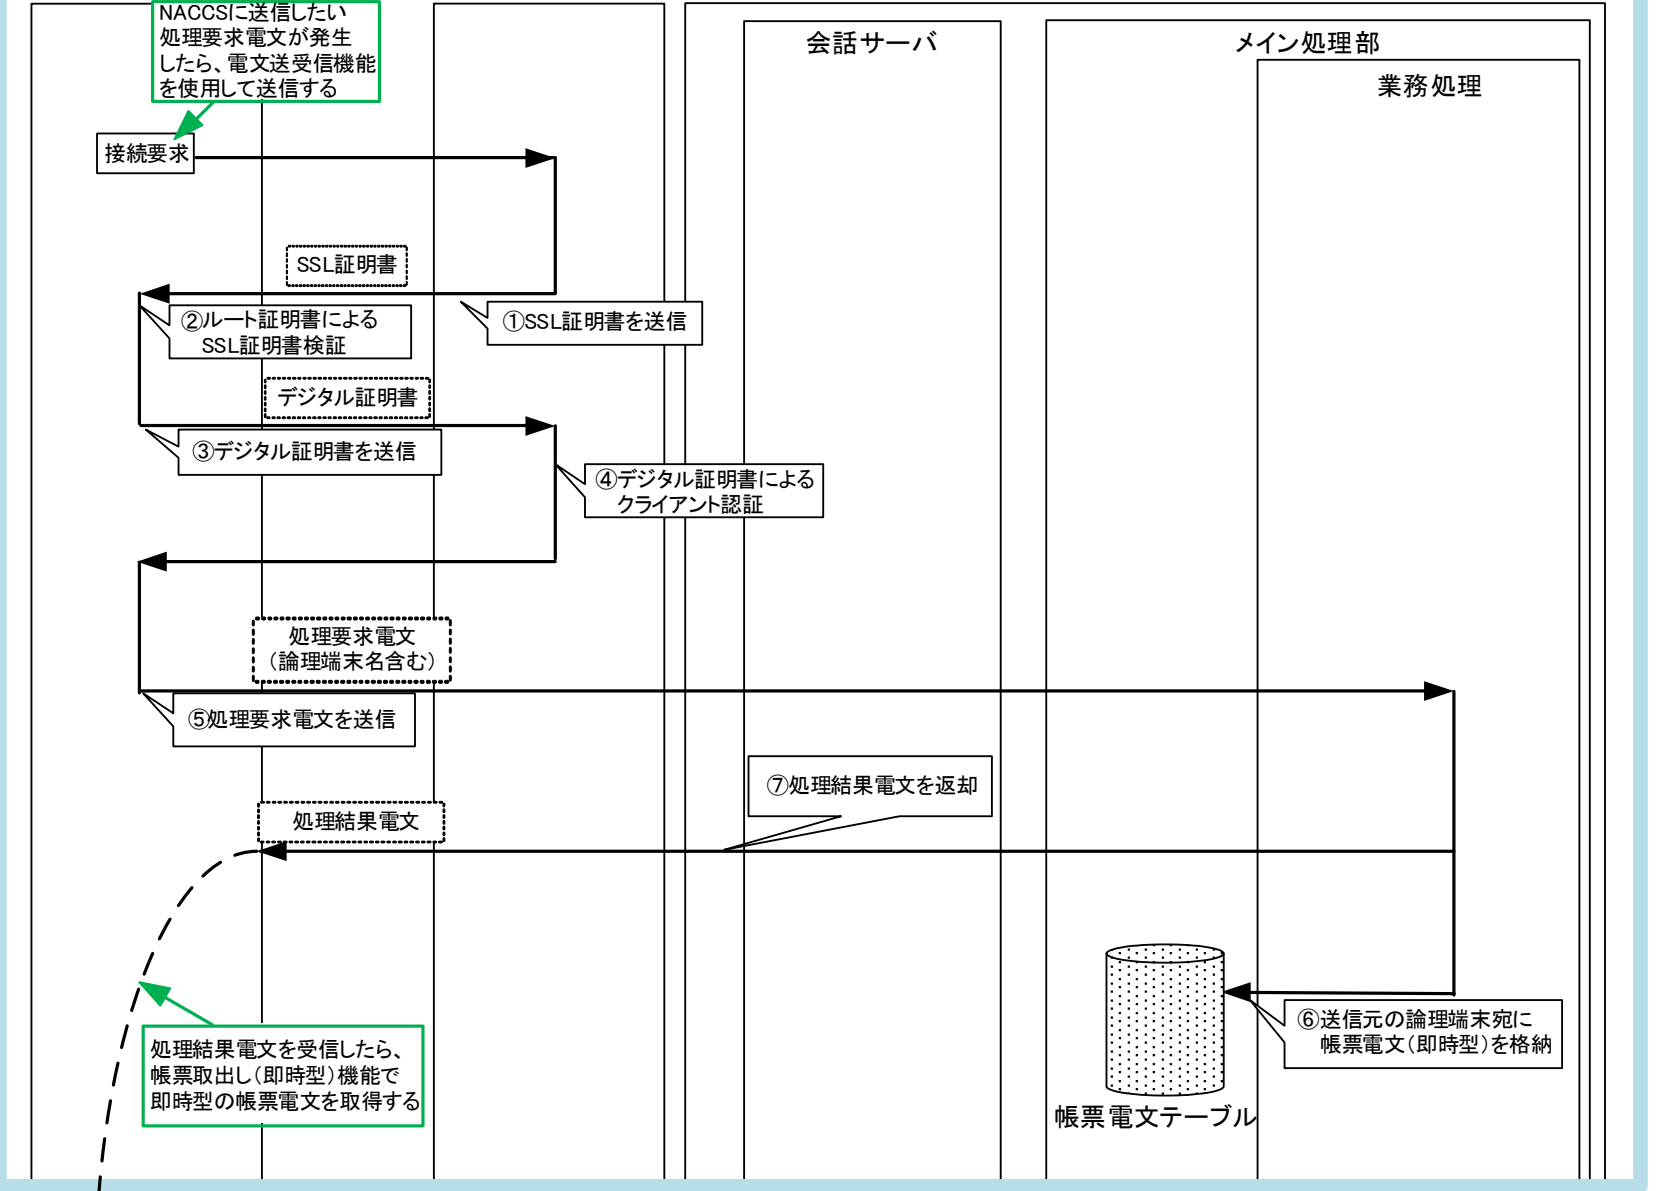 NACCSに送信したい
処理要求電文が発生
したら、電文送受信機能
を使用して送信する
会話サーバ
メイン処理部
業務処理
接続要求
SSL証明書
①SSL証明書を送信
②ルート証明書による
SSL証明書検証
デジタル証明書
③デジタル証明書を送信
④デジタル証明書による
クライアント認証
処理要求電文
（論理端末名含む）
⑤処理要求電文を送信
⑦処理結果電文を返却
処理結果電文
⑥送信元の論理端末宛に
帳票電文（即時型）を格納
処理結果電文を受信したら、
帳票取出し（即時型）機能で
即時型の帳票電文を取得する
帳票電文テーブル